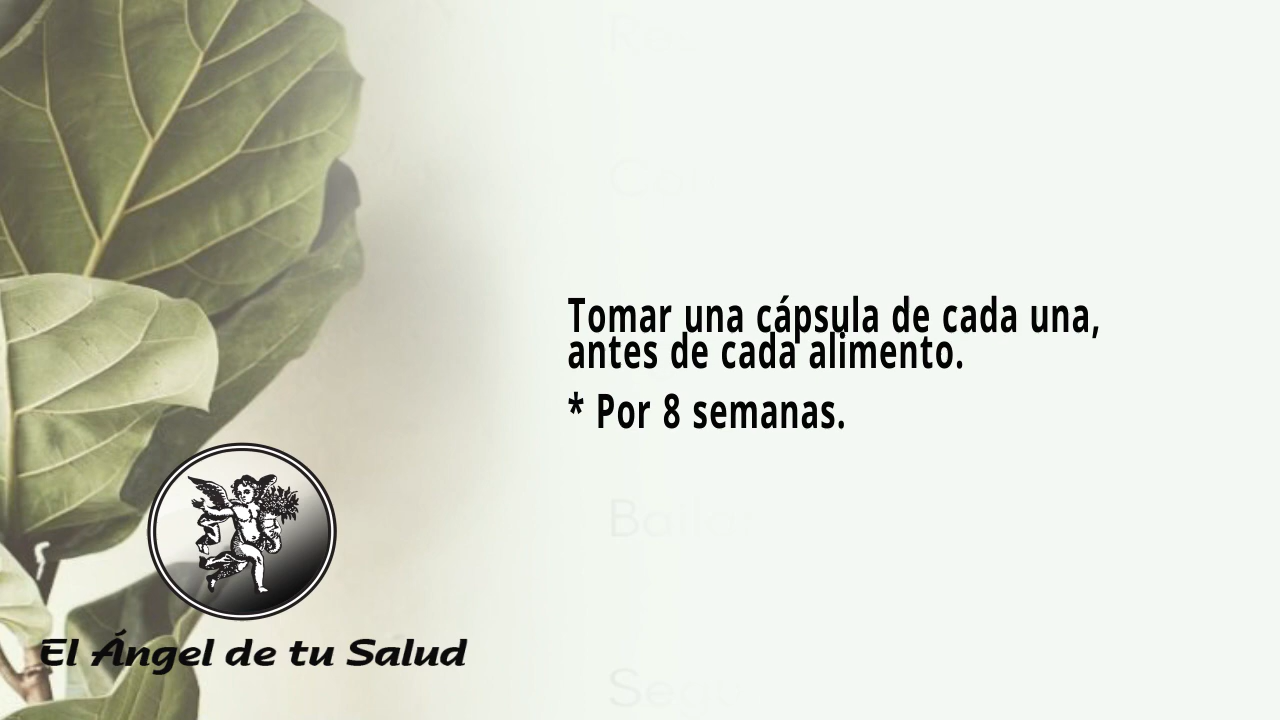 Tomar una cápsula de cada una,
antes de cada alimento.
* Por 8 semanas.
El Ángel de tu Salud